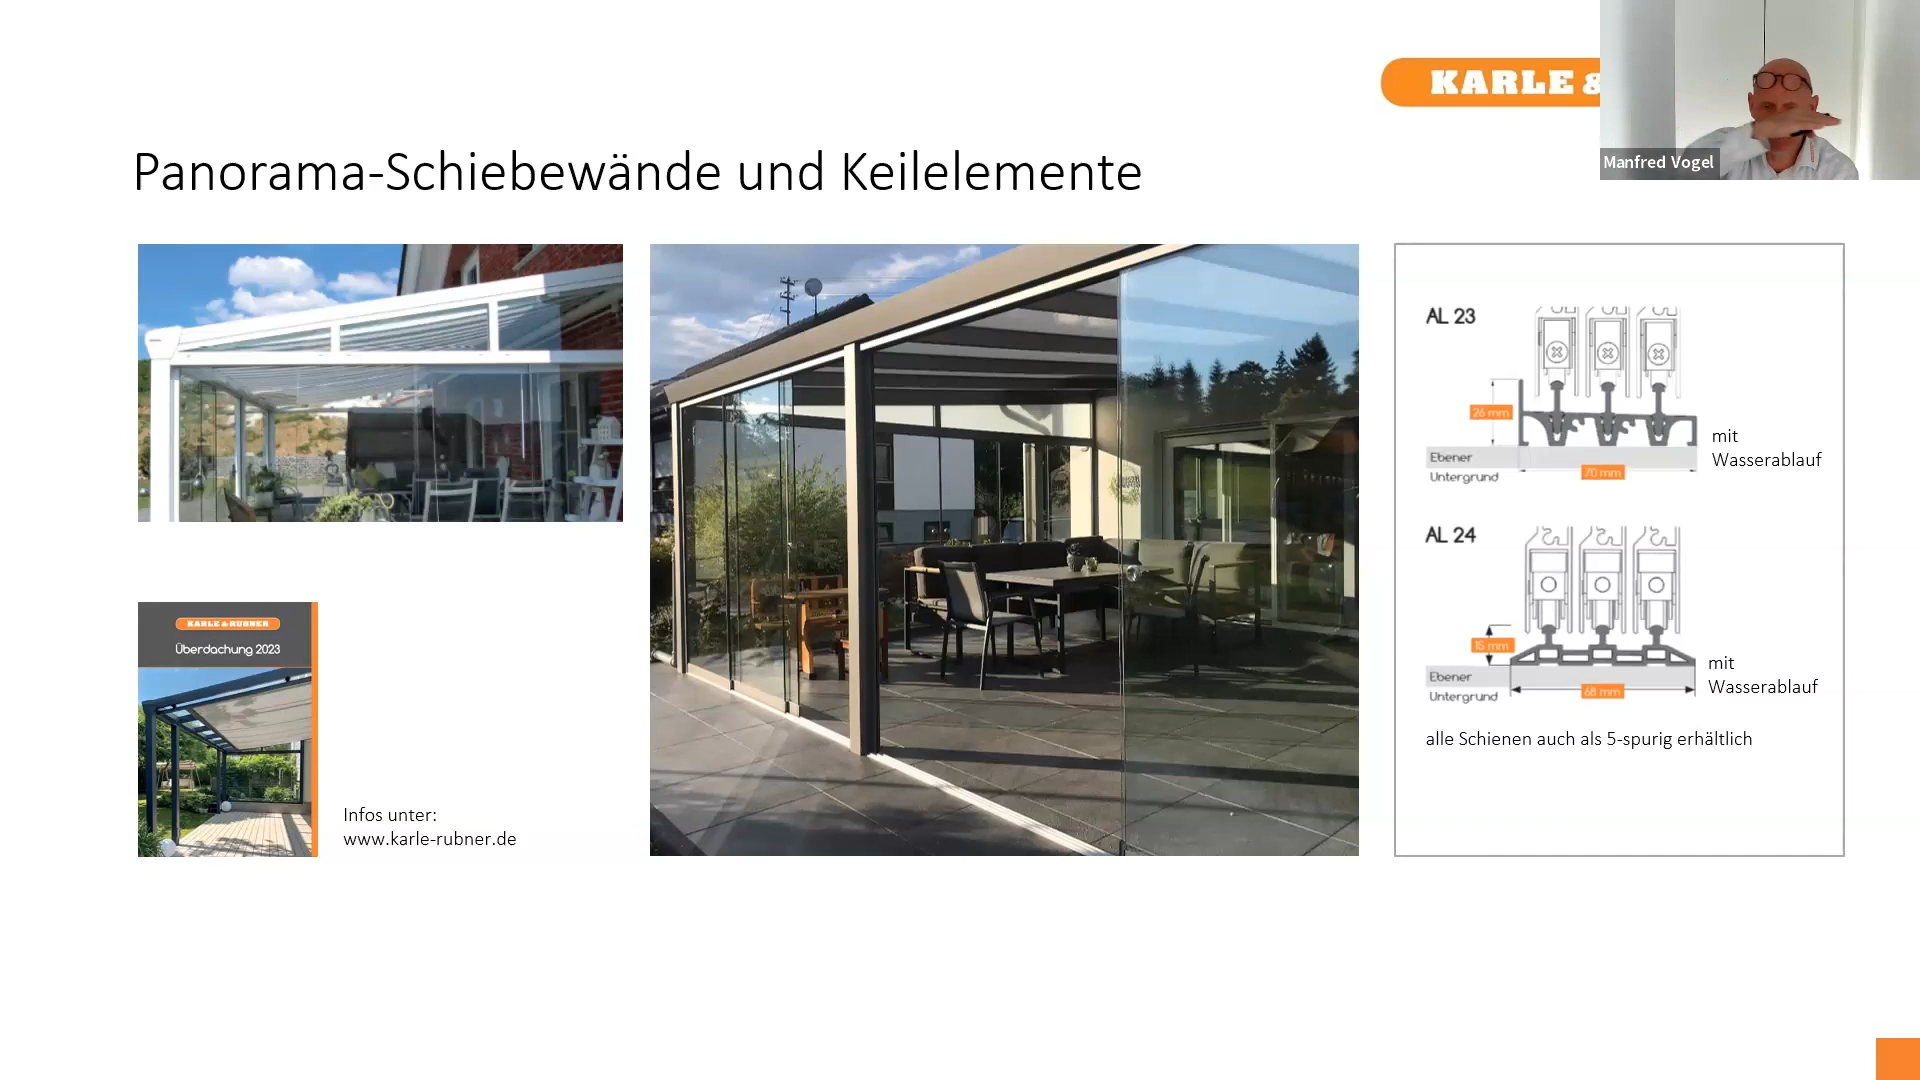 KARLE &
Manfred Vogel
Panorama-Schiebewände und Keilelemente
KARLE & RUBNER
Überdachung 2023
Infos unter:
www.karle-rubner.de
AL 23
26 mm
Ebener
Untergrund
70 mm
mit
Wasserablauf
AL 24
15 mm
Ebener
Untergrund
68 mm
mit
Wasserablauf
alle Schienen auch als 5-spurig erhältlich